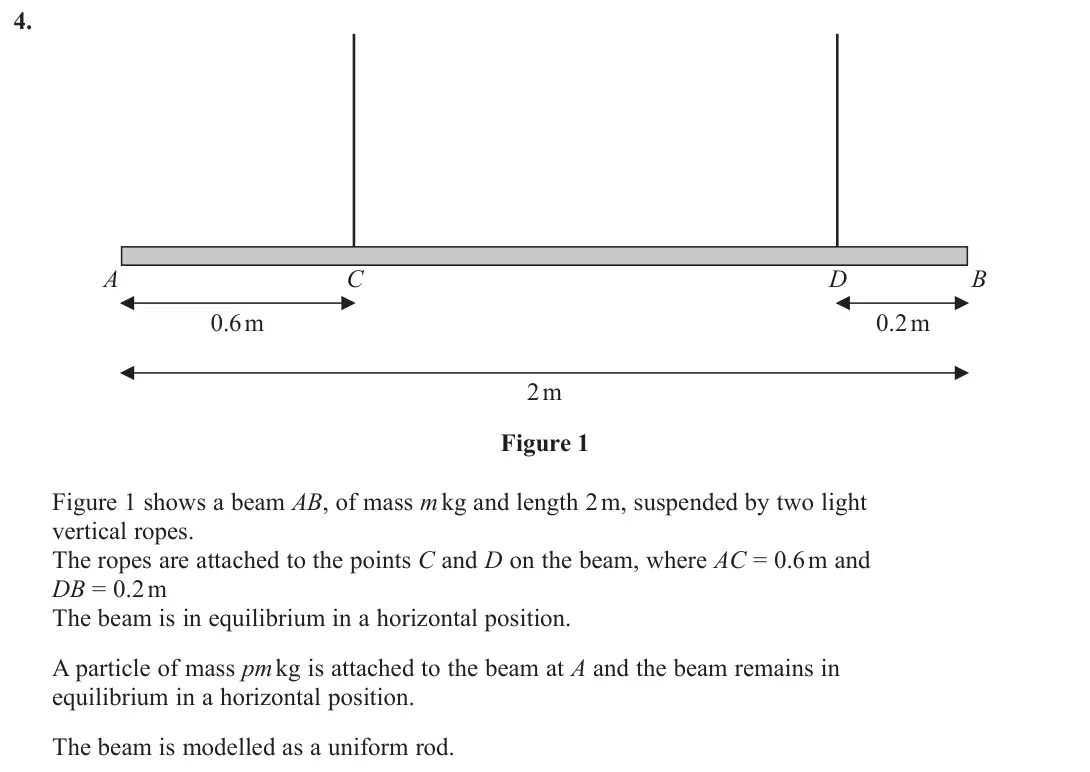 4.
A
C
D
B
0.6 m
0.2 m
2 m
Figure 1
Figure 1 shows a beam AB, of mass m kg and length 2 m, suspended by two light
vertical ropes.
The ropes are attached to the points C and D on the beam, where AC = 0.6 m and
DB = 0.2 m
The beam is in equilibrium in a horizontal position.
A particle of mass pm kg is attached to the beam at A and the beam remains in
equilibrium in a horizontal position.
The beam is modelled as a uniform rod.